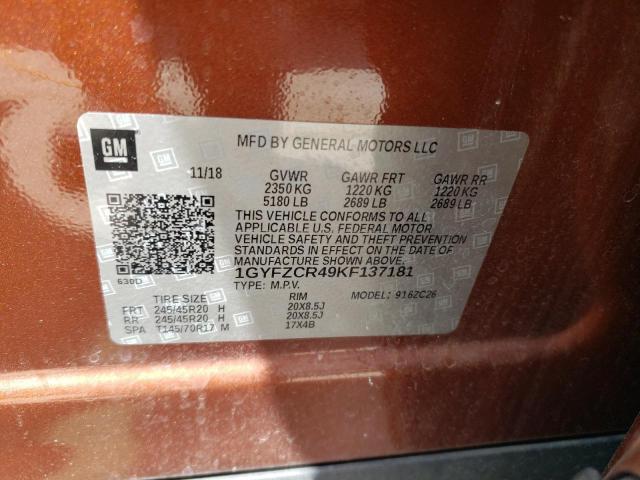 GM
MFD BY GENERAL MOTORS LLC
11/18 GVWR GAWR FRT GAWR RR
2350 KG 1220 KG 1220 KG
5180 LB 2689 LB 2689 LB
THIS VEHICLE CONFORMS TO ALL
APPLICABLE U.S. FEDERAL MOTOR
VEHICLE SAFETY AND THEFT PREVENTION
STANDARDS IN EFFECT ON THE DATE OF
MANUFACTURE SHOWN ABOVE.
1GYFZCR49KF137181
630D TYPE: M.P.V.
TIRE SIZE RIM MODEL: 916ZC26
FRT 245/45R20 H 20X8.5J
RR 245/45R20 H 20X8.5J
SPA T145/70R17 M 17X4B